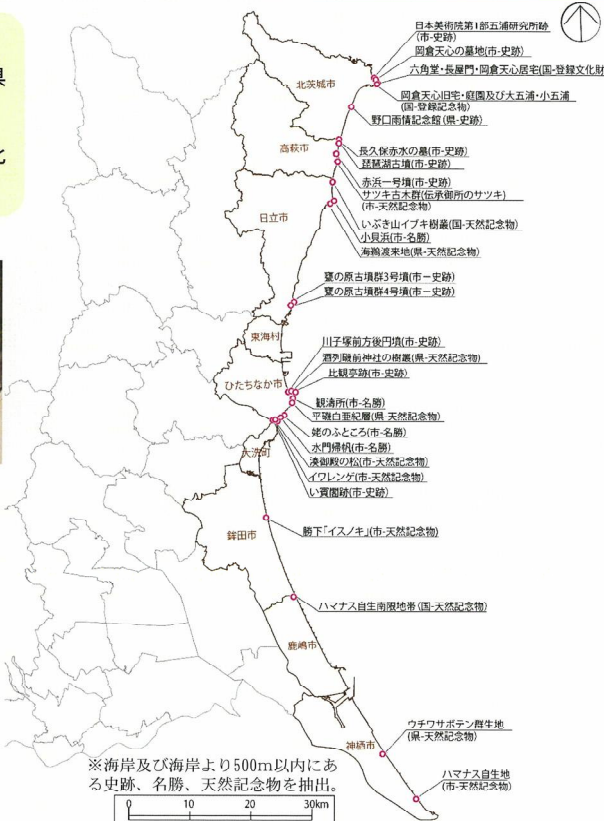 日本美術院第1部五浦研究所跡
(市-史跡)
岡倉天心の墓地(市-史跡)
六角堂・長屋門・岡倉天心居宅(国-登録文化財
岡倉天心旧宅・庭園及び大五浦・小五浦
(国-登録記念物)
野口雨情記念館(県-史跡)
長久保赤水の墓(市-史跡)
琵琶湖古墳(市-史跡)
赤浜一号墳(市-史跡)
サツキ古木群(伝承御所のサツキ)
(市-天然記念物)
いぶき山イブキ樹叢(国-天然記念物)
小貝浜(市-名勝)
海鵜渡来地(県-天然記念物)
甕の原古墳群3号墳(市－史跡)
甕の原古墳群4号墳(市－史跡)
川子塚前方後円墳(市-史跡)
酒列磯前神社の樹叢(県-天然記念物)
比観亭跡(市-史跡)
観濤所(市-名勝)
平磯白亜紀層(県-天然記念物)
姥のふところ(市-名勝)
水門帰帆(市-名勝)
湊御殿の松(市-天然記念物)
イワレンゲ(市-天然記念物)
い賓閣跡(市-史跡)
勝下「イスノキ」(市-天然記念物)
ハマナス自生南限地帯(国-天然記念物)
ウチワサボテン群生地
(県-天然記念物)
ハマナス自生地
(市-天然記念物)
北茨城市
高萩市
日立市
東海村
ひたちなか市
大洗町
鉾田市
鹿嶋市
神栖市
※海岸及び海岸より500m以内にあ
る史跡、名勝、天然記念物を抽出。
0 10 20 30km
県